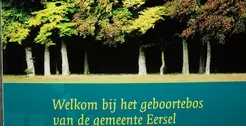 Welkom bij het geboortebos
van de gemeente Eersel